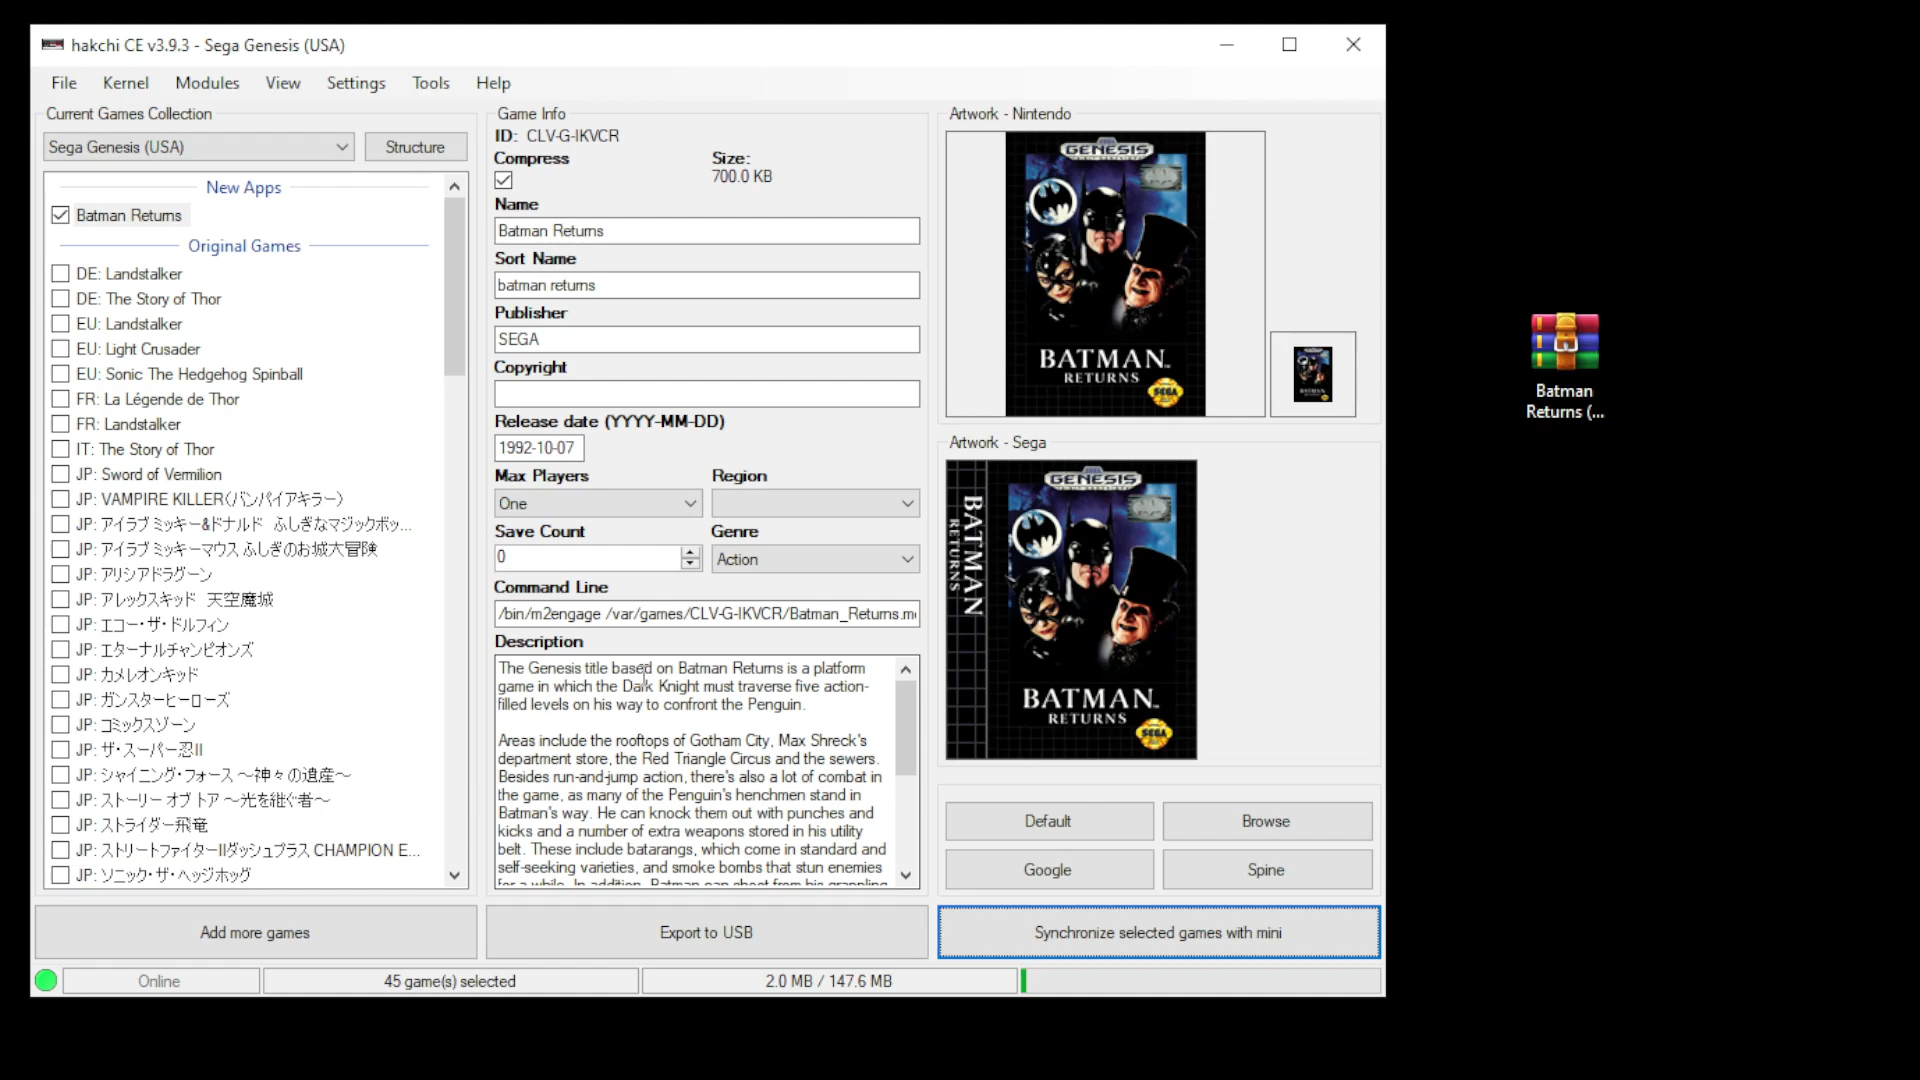 hakchi CE v3.9.3 - Sega Genesis (USA)
File Kernel Modules View Settings Tools Help
Current Games Collection
Sega Genesis (USA)
Structure
New Apps
Batman Returns
Original Games
DE: Landstalker
DE: The Story of Thor
EU: Landstalker
EU: Light Crusader
EU: Sonic The Hedgehog Spinball
FR: La Légende de Thor
FR: Landstalker
IT: The Story of Thor
JP: Sword of Vermilion
JP: VAMPIRE KILLER(バンパイアキラー)
JP: アイラブ ミッキー&ドナルド ふしぎなマジックボッ...
JP: アイラブ ミッキーマウス ふしぎのお城大冒険
JP: アリシアドラグーン
JP: アレックスキッド 天空魔城
JP: エコー・ザ・ドルフィン
JP: エターナルチャンピオンズ
JP: カメレオンキッド
JP: ガンスターヒーローズ
JP: コミックスゾーン
JP: ザ・スーパー忍II
JP: シャイニング・フォース ～神々の遺産～
JP: ストーリー オブ トア ～光を継ぐ者～
JP: ストライダー飛竜
JP: ストリートファイターIIダッシュプラス CHAMPION E...
JP: ソニック・ザ・ヘッジホッグ
Game Info
ID: CLV-G-IKVCR
Compress
Size:
700.0 KB
Name
Batman Returns
Sort Name
batman returns
Publisher
SEGA
Copyright
Release date (YYYY-MM-DD)
1992-10-07
Max Players
Region
One
Save Count
Genre
0
Action
Command Line
/bin/m2engage /var/games/CLV-G-IKVCR/Batman_Returns.m
Description
The Genesis title based on Batman Returns is a platform
game in which the Dark Knight must traverse five action-
filled levels on his way to confront the Penguin.
Areas include the rooftops of Gotham City, Max Shreck's
department store, the Red Triangle Circus and the sewers.
Besides run-and-jump action, there's also a lot of combat in
the game, as many of the Penguin's henchmen stand in
Batman's way. He can knock them out with punches and
kicks and a number of extra weapons stored in his utility
belt. These include batarangs, which come in standard and
self-seeking varieties, and smoke bombs that stun enemies
for a while. In addition, Batman can shoot from his grappling
Artwork - Nintendo
GENESIS
BATMAN
RETURNS
SEGA
Artwork - Sega
BATMAN
RETURNS
GENESIS
BATMAN
RETURNS
SEGA
Default
Browse
Google
Spine
Add more games
Export to USB
Synchronize selected games with mini
Online
45 game(s) selected
2.0 MB / 147.6 MB
Batman
Returns (...